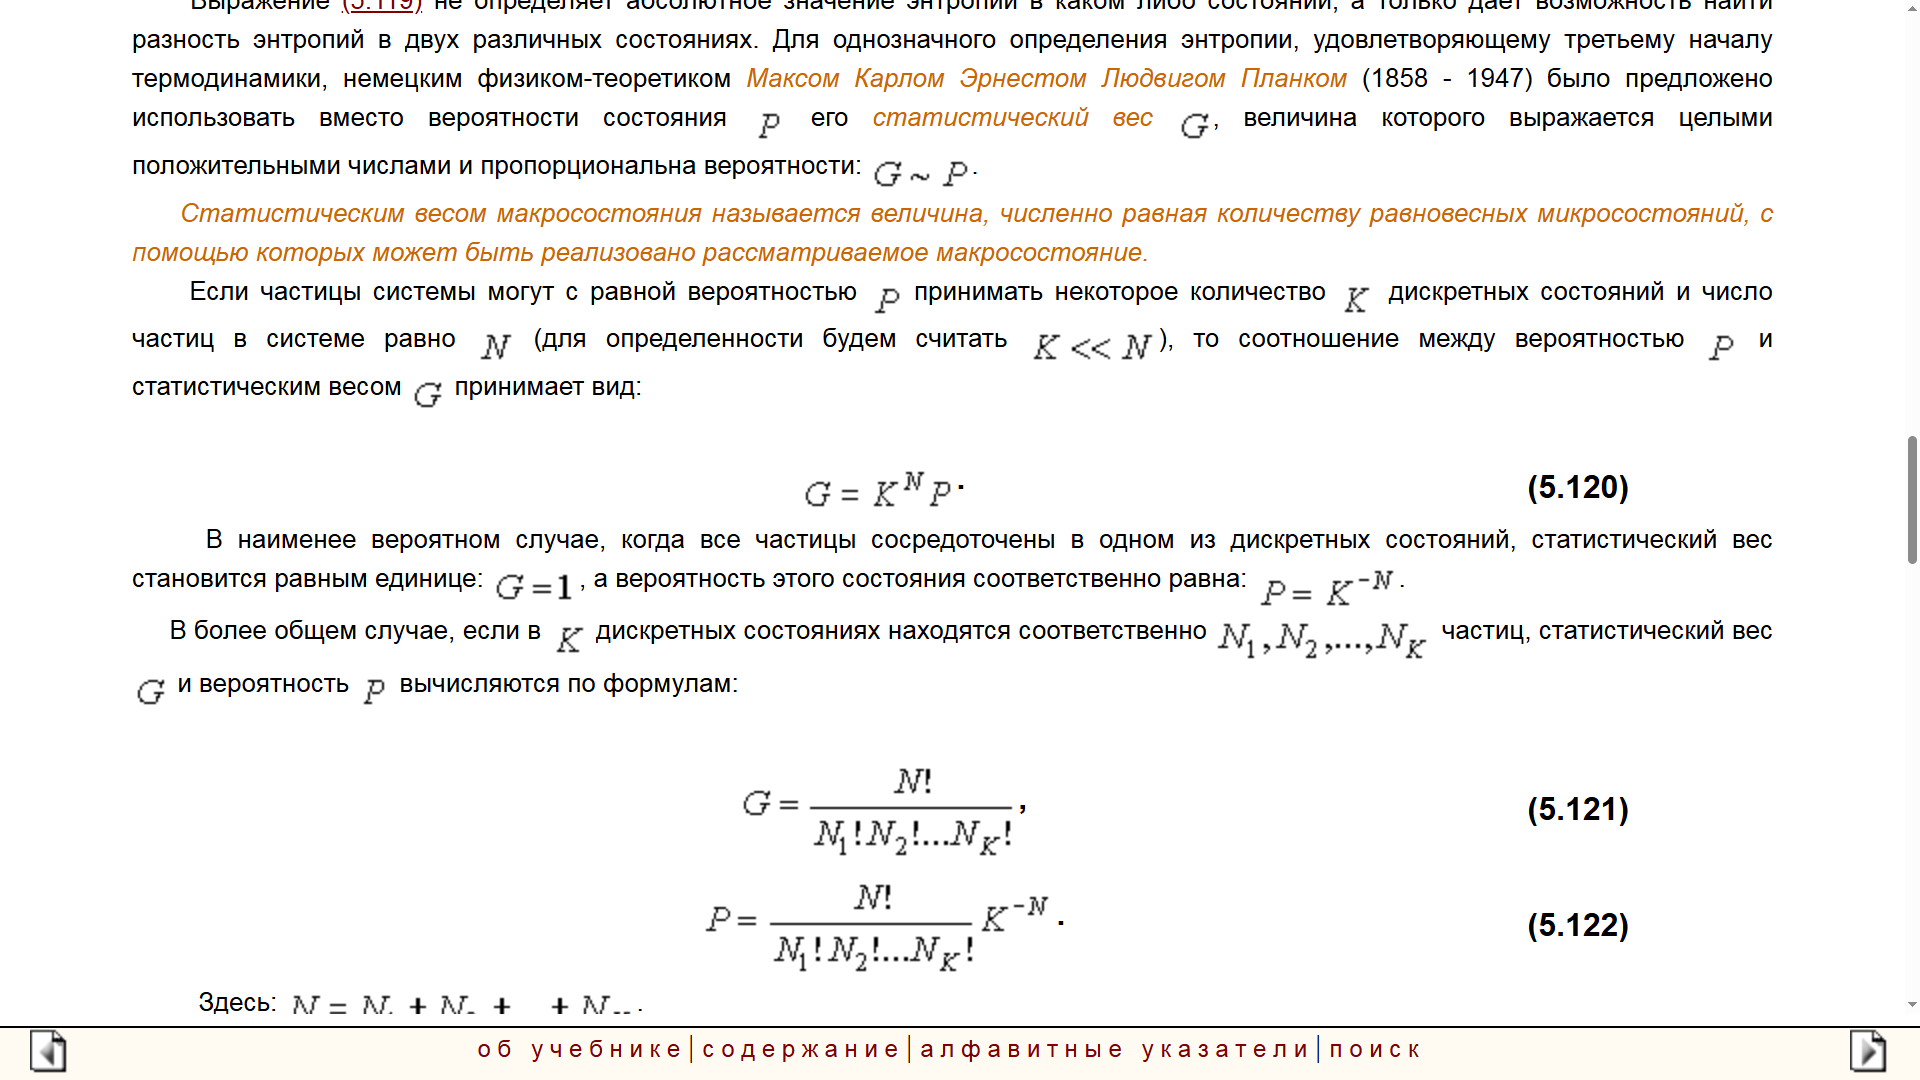 Выражение (5.119) не определяет абсолютное значение энтропии в каком либо состоянии, а только дает возможность найти
разность энтропий в двух различных состояниях. Для однозначного определения энтропии, удовлетворяющему третьему началу
термодинамики, немецким физиком-теоретиком Максом Карлом Эрнестом Людвигом Планком (1858 - 1947) было предложено
использовать вместо вероятности состояния P его статистический вес G, величина которого выражается целыми
положительными числами и пропорциональна вероятности: G ~ P.
Статистическим весом макросостояния называется величина, численно равная количеству равновесных микросостояний, с
помощью которых может быть реализовано рассматриваемое макросостояние.
Если частицы системы могут с равной вероятностью P принимать некоторое количество K дискретных состояний и число
частиц в системе равно N (для определенности будем считать K << N), то соотношение между вероятностью P и
статистическим весом G принимает вид:
G = K^N P. (5.120)
В наименее вероятном случае, когда все частицы сосредоточены в одном из дискретных состояний, статистический вес
становится равным единице: G = 1, а вероятность этого состояния соответственно равна: P = K^-N.
В более общем случае, если в K дискретных состояниях находятся соответственно N_1, N_2, ..., N_K частиц, статистический вес
G и вероятность P вычисляются по формулам:
G = N! / (N_1! N_2! ... N_K!), (5.121)
P = N! / (N_1! N_2! ... N_K!) K^-N. (5.122)
Здесь: N = N + N +   + N .
об учебнике|содержание|алфавитные указатели|поиск